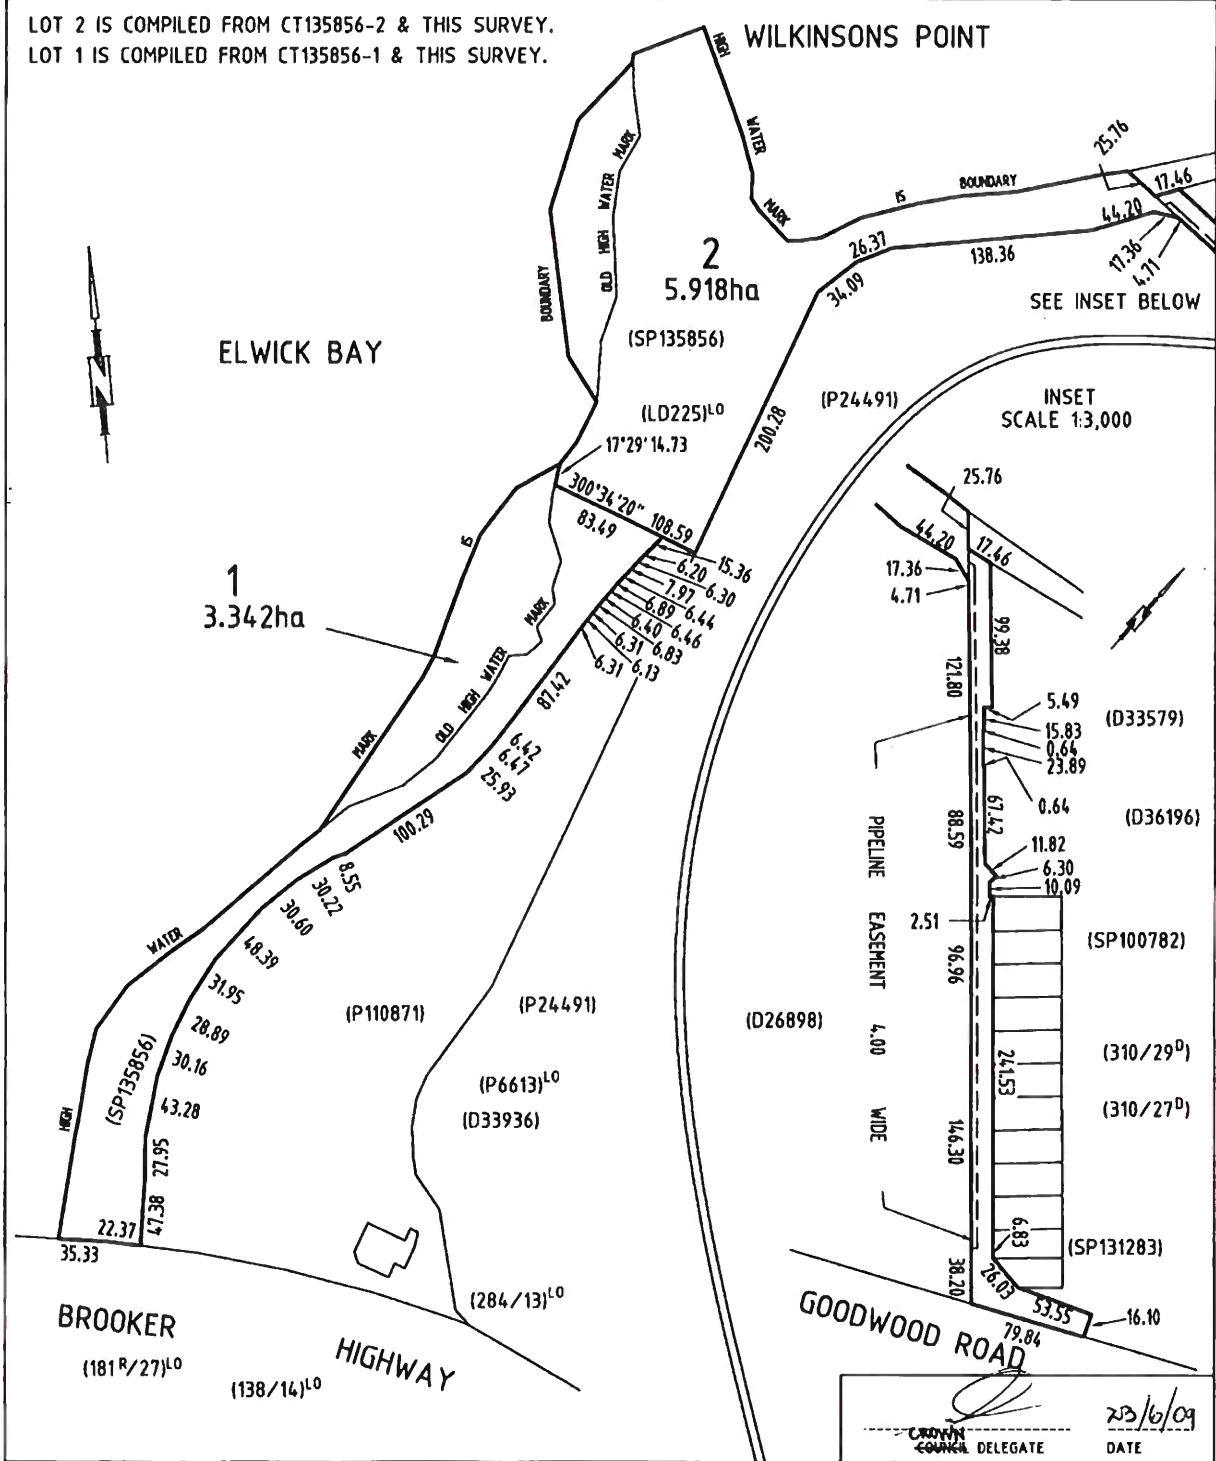 LOT 2 IS COMPILED FROM CT135856-2 & THIS SURVEY.
LOT 1 IS COMPILED FROM CT135856-1 & THIS SURVEY.
WILKINSONS POINT
HIGH
WATER
MARK
IS
BOUNDARY
25.76
17.46
44.20
17.36
4.71
26.37
138.36
34.09
SEE INSET BELOW
2
5.918ha
(SP135856)
OLD HIGH WATER MARK
BOUNDARY
ELWICK BAY
(LD225)LO
17°29'14.73
200.28
(P24491)
INSET
SCALE 1:3,000
300°34'20"
108.59
83.49
15.36
6.20
6.30
7.97
6.44
6.89
6.46
6.40
6.83
6.31
6.13
6.31
IS
1
3.342ha
OLD HIGH WATER MARK
MARK
87.42
6.42
6.47
25.93
100.29
8.55
30.22
30.60
48.39
31.95
28.89
30.16
43.28
27.95
47.38
22.37
35.33
WATER
HIGH
(SP135856)
(P110871)
(P24491)
(P6613)LO
(D33936)
(D26898)
(284/13)LO
BROOKER
HIGHWAY
(181R/27)LO
(138/14)LO
25.76
44.20
17.46
17.36
4.71
99.38
121.80
5.49
15.83
0.64
23.89
0.64
(D33579)
(D36196)
67.42
88.59
11.82
6.30
10.09
2.51
PIPELINE EASEMENT 4.00 WIDE
96.96
(SP100782)
241.53
(310/29D)
(310/27D)
146.30
6.83
(SP131283)
38.20
26.03
53.55
16.10
79.84
GOODWOOD ROAD
23/6/09
CROWN
COUNCIL DELEGATE
DATE